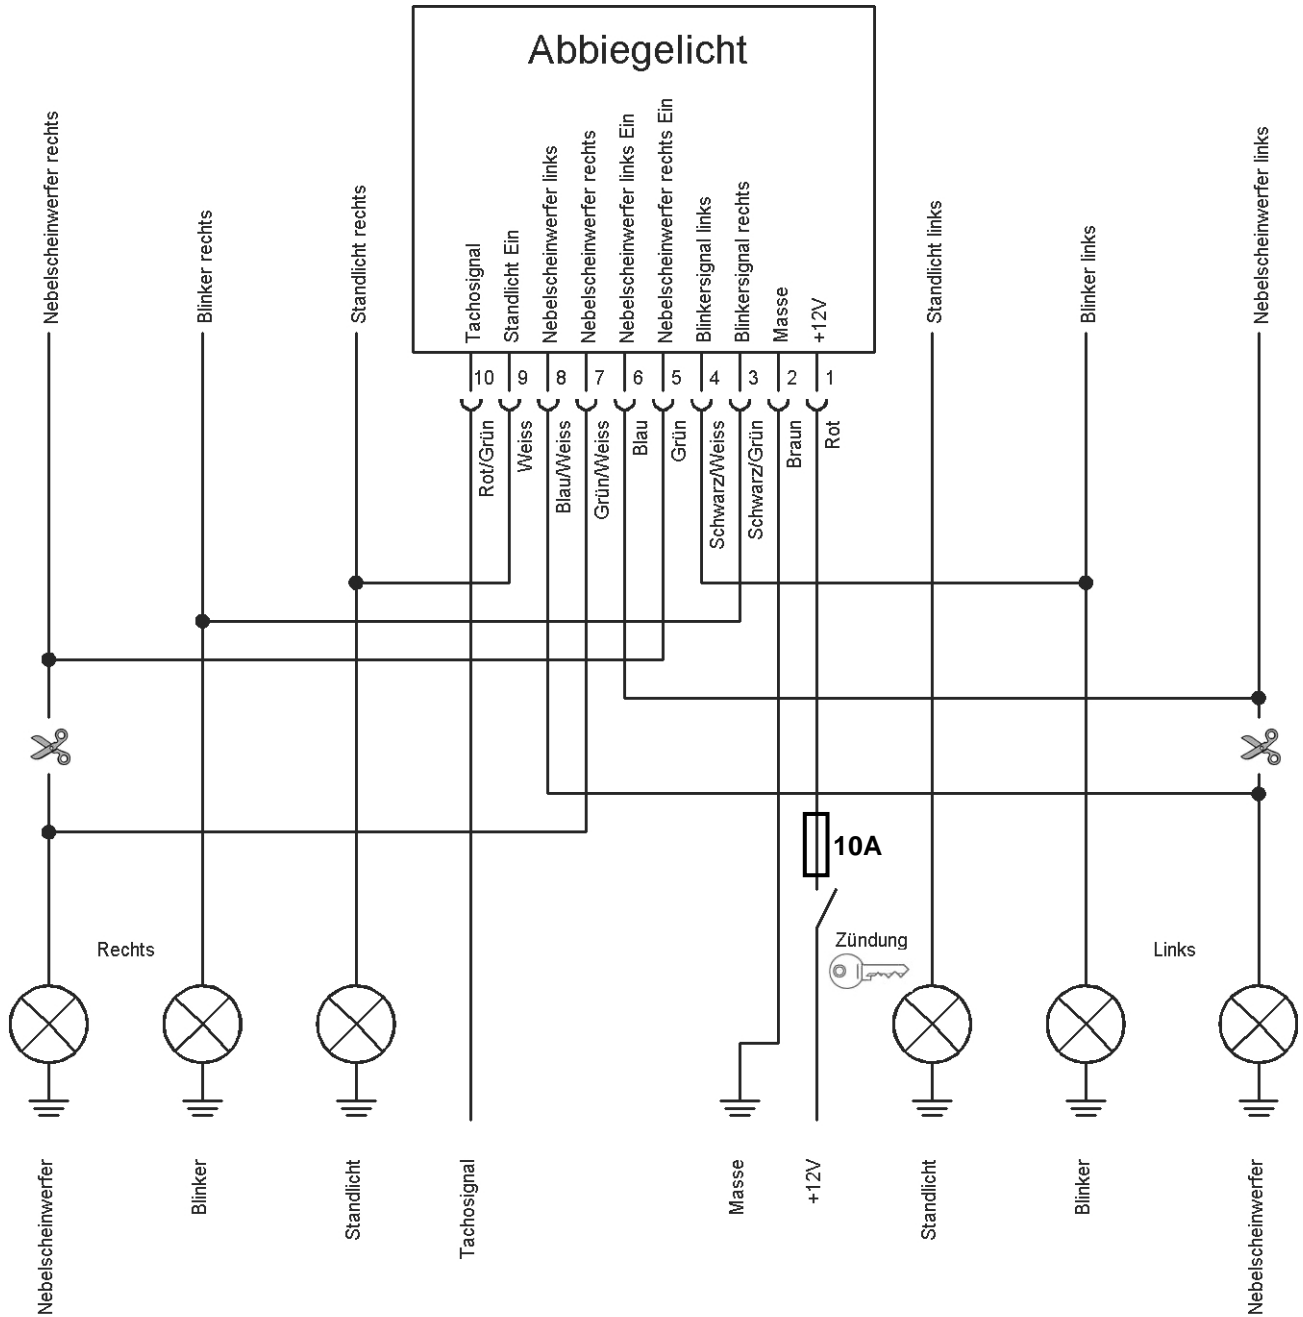 Abbiegelicht
Nebelscheinwerfer rechts
Blinker rechts
Standlicht rechts
Tachosignal
Standlicht Ein
Nebelscheinwerfer links
Nebelscheinwerfer rechts
Nebelscheinwerfer links Ein
Nebelscheinwerfer rechts Ein
Blinkersignal links
Blinkersignal rechts
Masse
+12V
Standlicht links
Blinker links
Nebelscheinwerfer links
10
9
8
7
6
5
4
3
2
1
Rot/Grün
Weiss
Blau/Weiss
Grün/Weiss
Blau
Grün
Schwarz/Weiss
Schwarz/Grün
Braun
Rot
10A
Zündung
Rechts
Links
Nebelscheinwerfer
Blinker
Standlicht
Tachosignal
Masse
+12V
Standlicht
Blinker
Nebelscheinwerfer